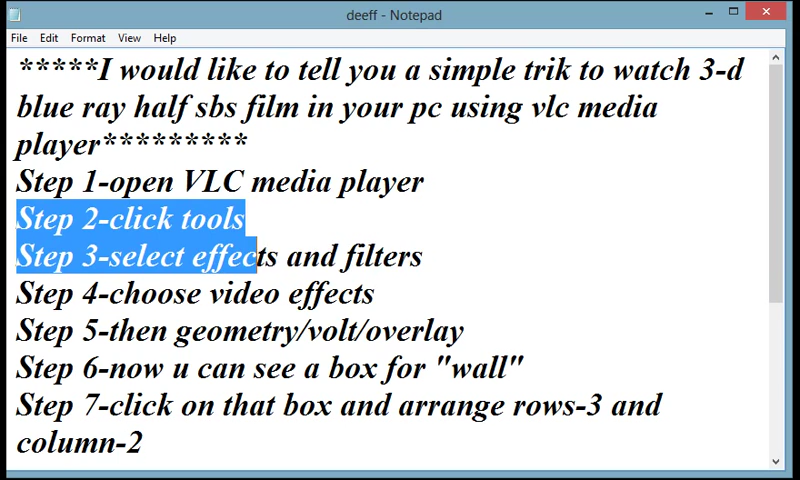 deeff - Notepad
File Edit Format View Help
*****I would like to tell you a simple trik to watch 3-d
blue ray half sbs film in your pc using vlc media
player*********
Step 1-open VLC media player
Step 2-click tools
Step 3-select effects and filters
Step 4-choose video effects
Step 5-then geometry/volt/overlay
Step 6-now u can see a box for "wall"
Step 7-click on that box and arrange rows-3 and
column-2